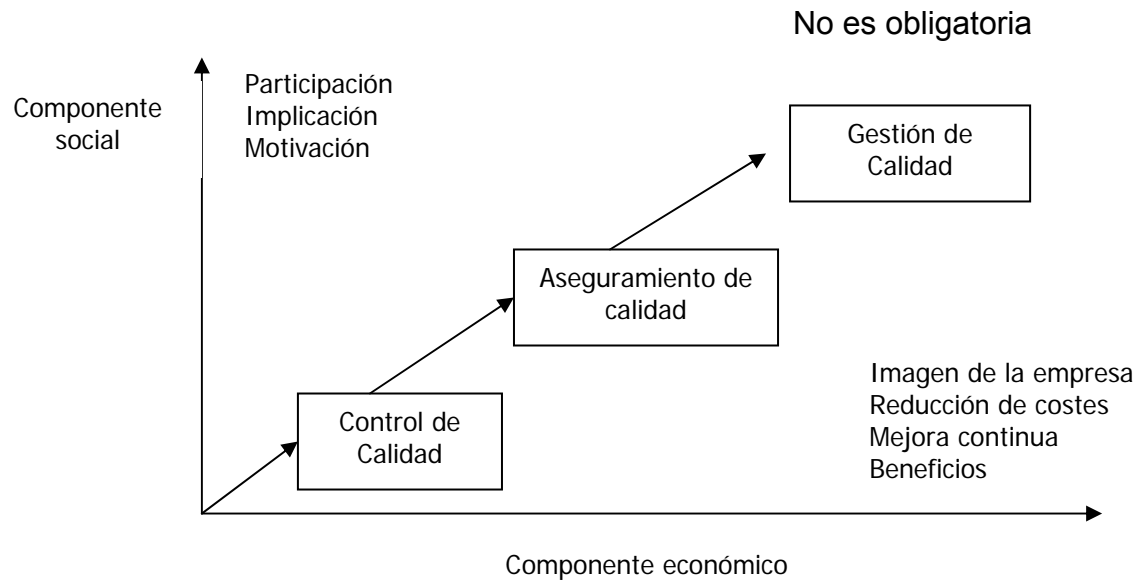 No es obligatoria
Componente
social
Participación
Implicación
Motivación
Gestión de
Calidad
Aseguramiento de
calidad
Control de
Calidad
Imagen de la empresa
Reducción de costes
Mejora continua
Beneficios
Componente económico